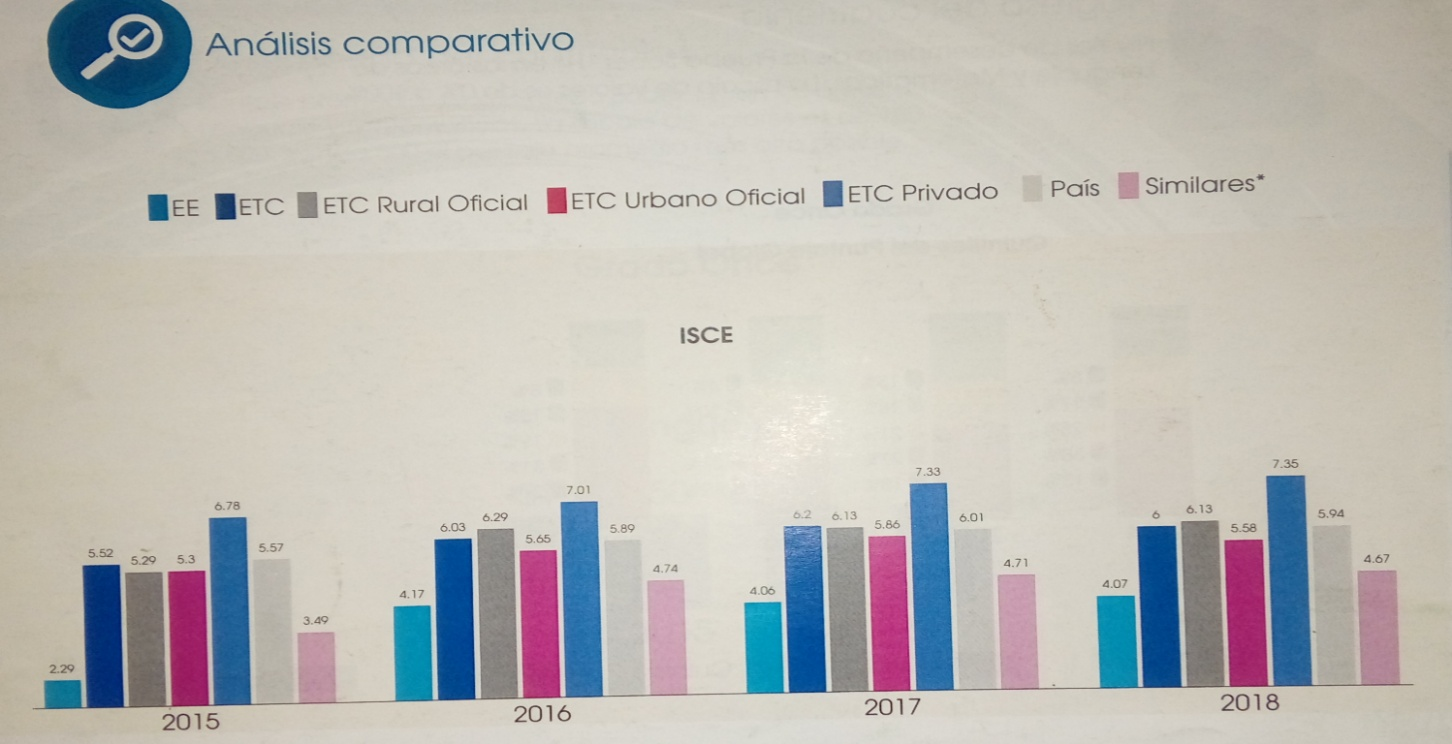 Análisis comparativo
EE ETC ETC Rural Oficial ETC Urbano Oficial ETC Privado País Similares*
ISCE
2.29 5.52 5.29 5.3 6.78 5.57 3.49
4.17 6.03 6.29 5.65 7.01 5.89 4.74
4.06 6.2 6.13 5.86 7.33 6.01 4.71
4.07 6 6.13 5.58 7.35 5.94 4.67
2015 2016 2017 2018